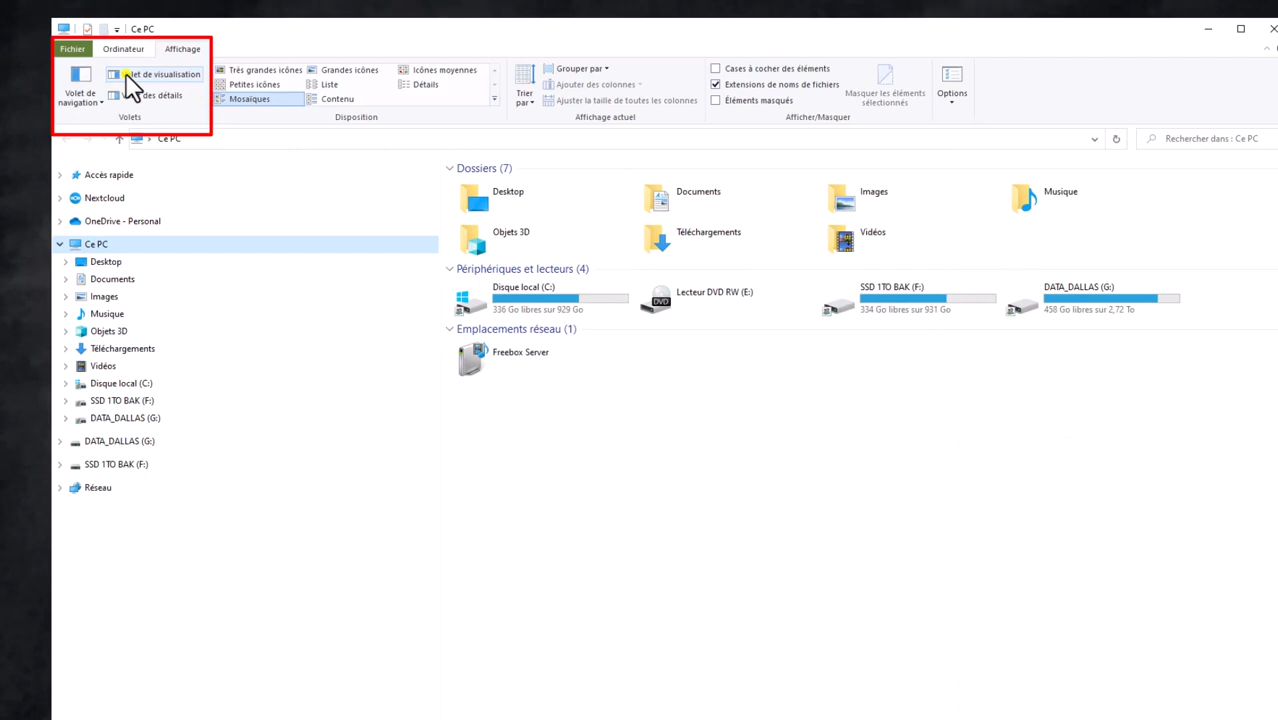 Ce PC
Fichier Ordinateur Affichage
Volet de navigation
let de visualisation
des détails
Volets
Très grandes icônes Grandes icônes Icônes moyennes
Petites icônes Liste Détails
Mosaïques Contenu
Disposition
Trier par
Grouper par
Ajouter des colonnes
Ajuster la taille de toutes les colonnes
Affichage actuel
Cases à cocher des éléments
Extensions de noms de fichiers
Éléments masqués
Masquer les éléments sélectionnés
Afficher/Masquer
Options
Ce PC
Rechercher dans : Ce PC
Accès rapide
Nextcloud
OneDrive - Personal
Ce PC
Desktop
Documents
Images
Musique
Objets 3D
Téléchargements
Vidéos
Disque local (C:)
SSD 1TO BAK (F:)
DATA_DALLAS (G:)
DATA_DALLAS (G:)
SSD 1TO BAK (F:)
Réseau
Dossiers (7)
Desktop Documents Images Musique
Objets 3D Téléchargements Vidéos
Périphériques et lecteurs (4)
Disque local (C:)
336 Go libres sur 929 Go
DVD
Lecteur DVD RW (E:)
SSD 1TO BAK (F:)
334 Go libres sur 931 Go
DATA_DALLAS (G:)
458 Go libres sur 2,72 To
Emplacements réseau (1)
Freebox Server